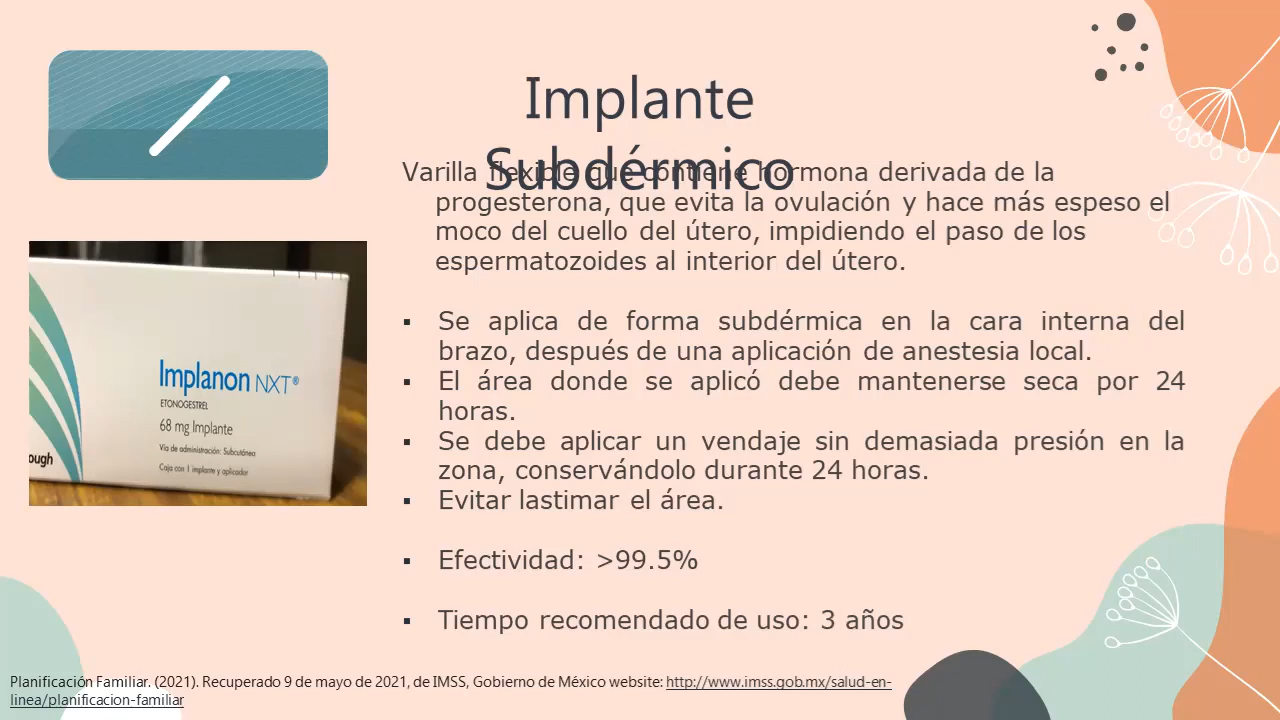 Implante
Subdérmico
Varilla flexible que contiene hormona derivada de la
progesterona, que evita la ovulación y hace más espeso el
moco del cuello del útero, impidiendo el paso de los
espermatozoides al interior del útero.
▪ Se aplica de forma subdérmica en la cara interna del
brazo, después de una aplicación de anestesia local.
▪ El área donde se aplicó debe mantenerse seca por 24
horas.
▪ Se debe aplicar un vendaje sin demasiada presión en la
zona, conservándolo durante 24 horas.
▪ Evitar lastimar el área.
▪ Efectividad: >99.5%
▪ Tiempo recomendado de uso: 3 años
Implanon NXT®
ETONOGESTREL
68 mg Implante
Vía de administración: Subcutánea
Caja con 1 implante y aplicador
ough
Planificación Familiar. (2021). Recuperado 9 de mayo de 2021, de IMSS, Gobierno de México website: http://www.imss.gob.mx/salud-en-
linea/planificacion-familiar